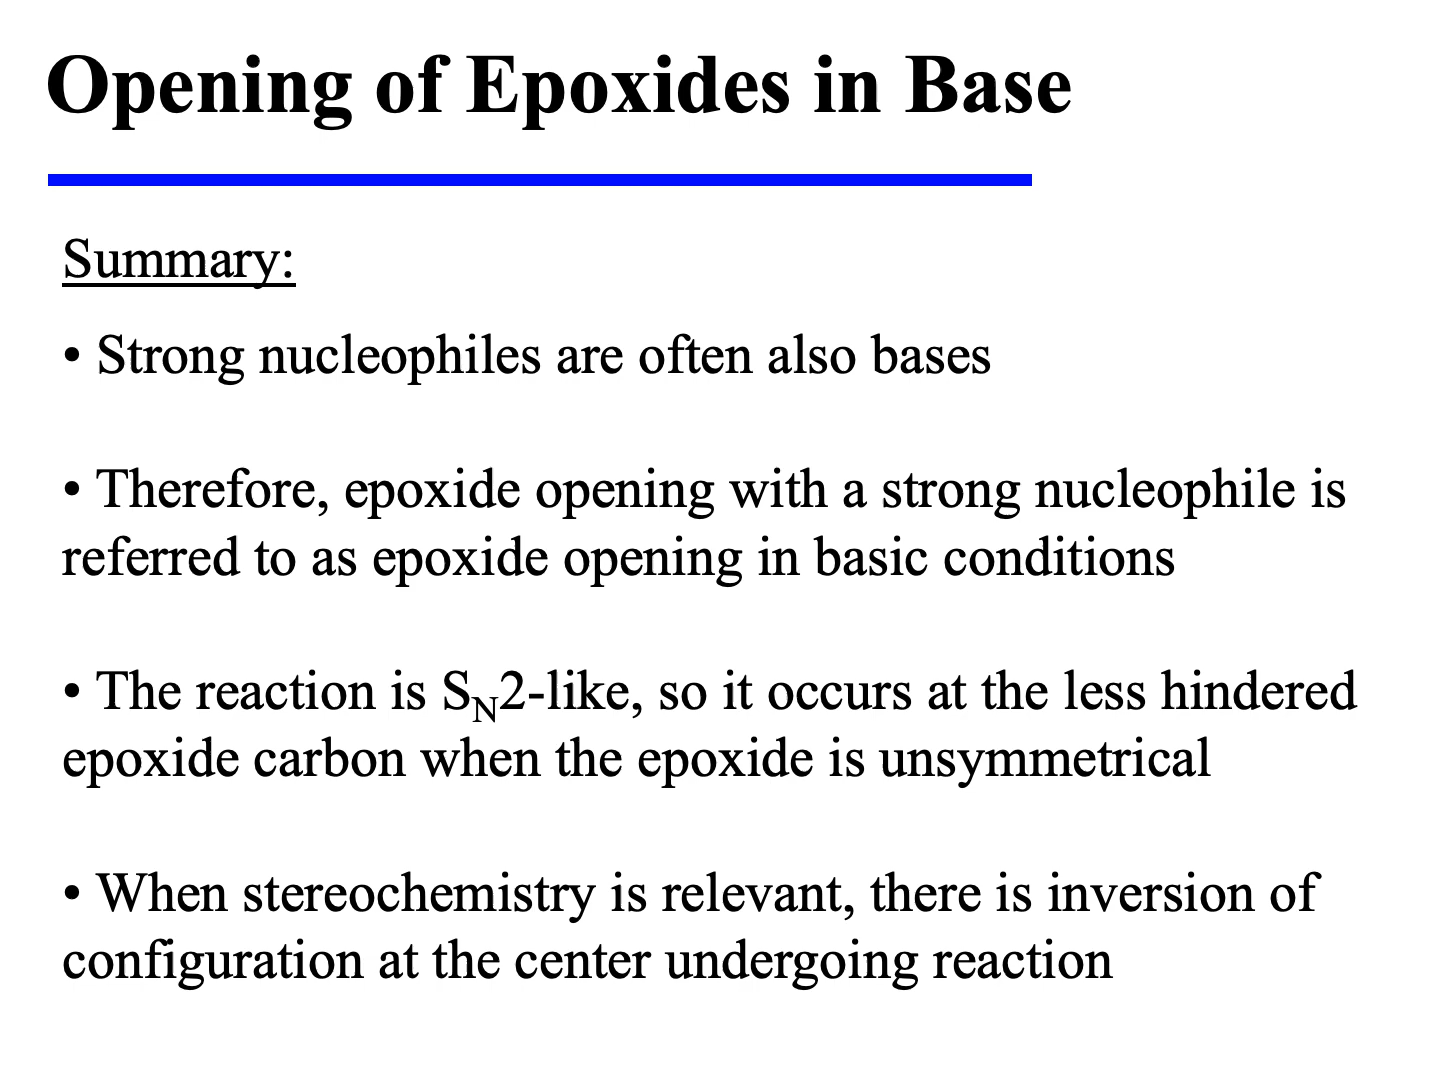 Opening of Epoxides in Base
Summary:
• Strong nucleophiles are often also bases
• Therefore, epoxide opening with a strong nucleophile is
referred to as epoxide opening in basic conditions
• The reaction is SN2-like, so it occurs at the less hindered
epoxide carbon when the epoxide is unsymmetrical
• When stereochemistry is relevant, there is inversion of
configuration at the center undergoing reaction